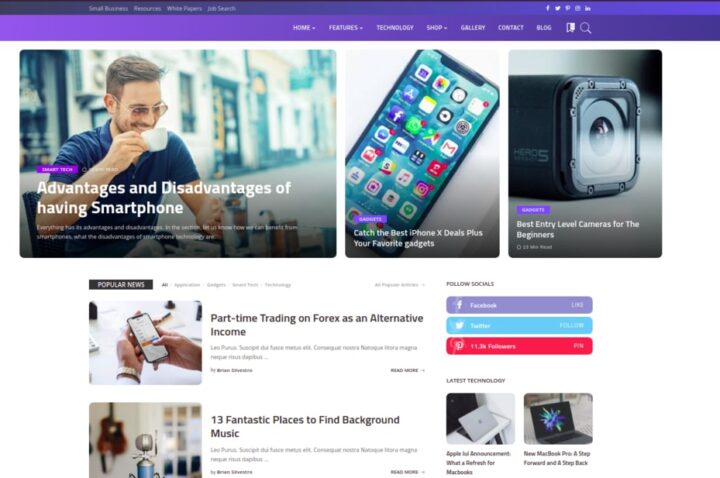 Small Business Resources White Papers Job Search
HOME FEATURES TECHNOLOGY SHOP GALLERY CONTACT BLOG
SMART TECH
MIN READ
Advantages and Disadvantages of
having Smartphone
Everything has its advantages and disadvantages. In the section, let us know how we can benefit from
smartphones, what the disadvantages of smartphone technology are.
GADGETS
Catch the Best iPhone X Deals Plus
Your Favorite gadgets
HERO5
GADGETS
Best Entry Level Cameras for The
Beginners
23 Min Read
POPULAR NEWS
All Application Gadgets Smart Tech Technology
All Popular Articles
Part-time Trading on Forex as an Alternative
Income
Leo Purus. Suscipit dui fusce metus elit. Consequat nostra Natoque litora magna
neque risus dapibus ...
by Brian Silvestro
READ MORE
13 Fantastic Places to Find Background
Music
Leo Purus. Suscipit dui fusce metus elit. Consequat nostra Natoque litora magna
neque risus dapibus ...
by Brian Silvestro
READ MORE
FOLLOW SOCIALS
Facebook LIKE
Twitter FOLLOW
11.3k Followers PIN
LATEST TECHNOLOGY
Apple Iui Announcement:
What a Refresh for
Macbooks
New MacBook Pro: A Step
Forward and A Step Back